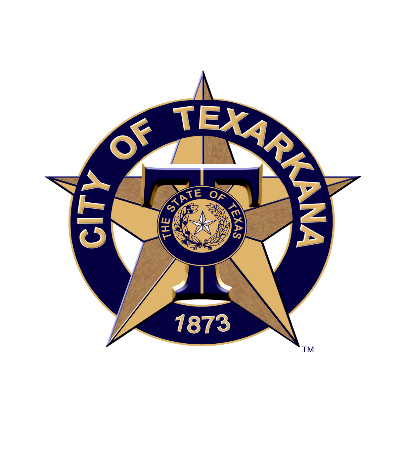 CITY OF TEXARKANA
T
THE STATE OF TEXAS
1873
TM